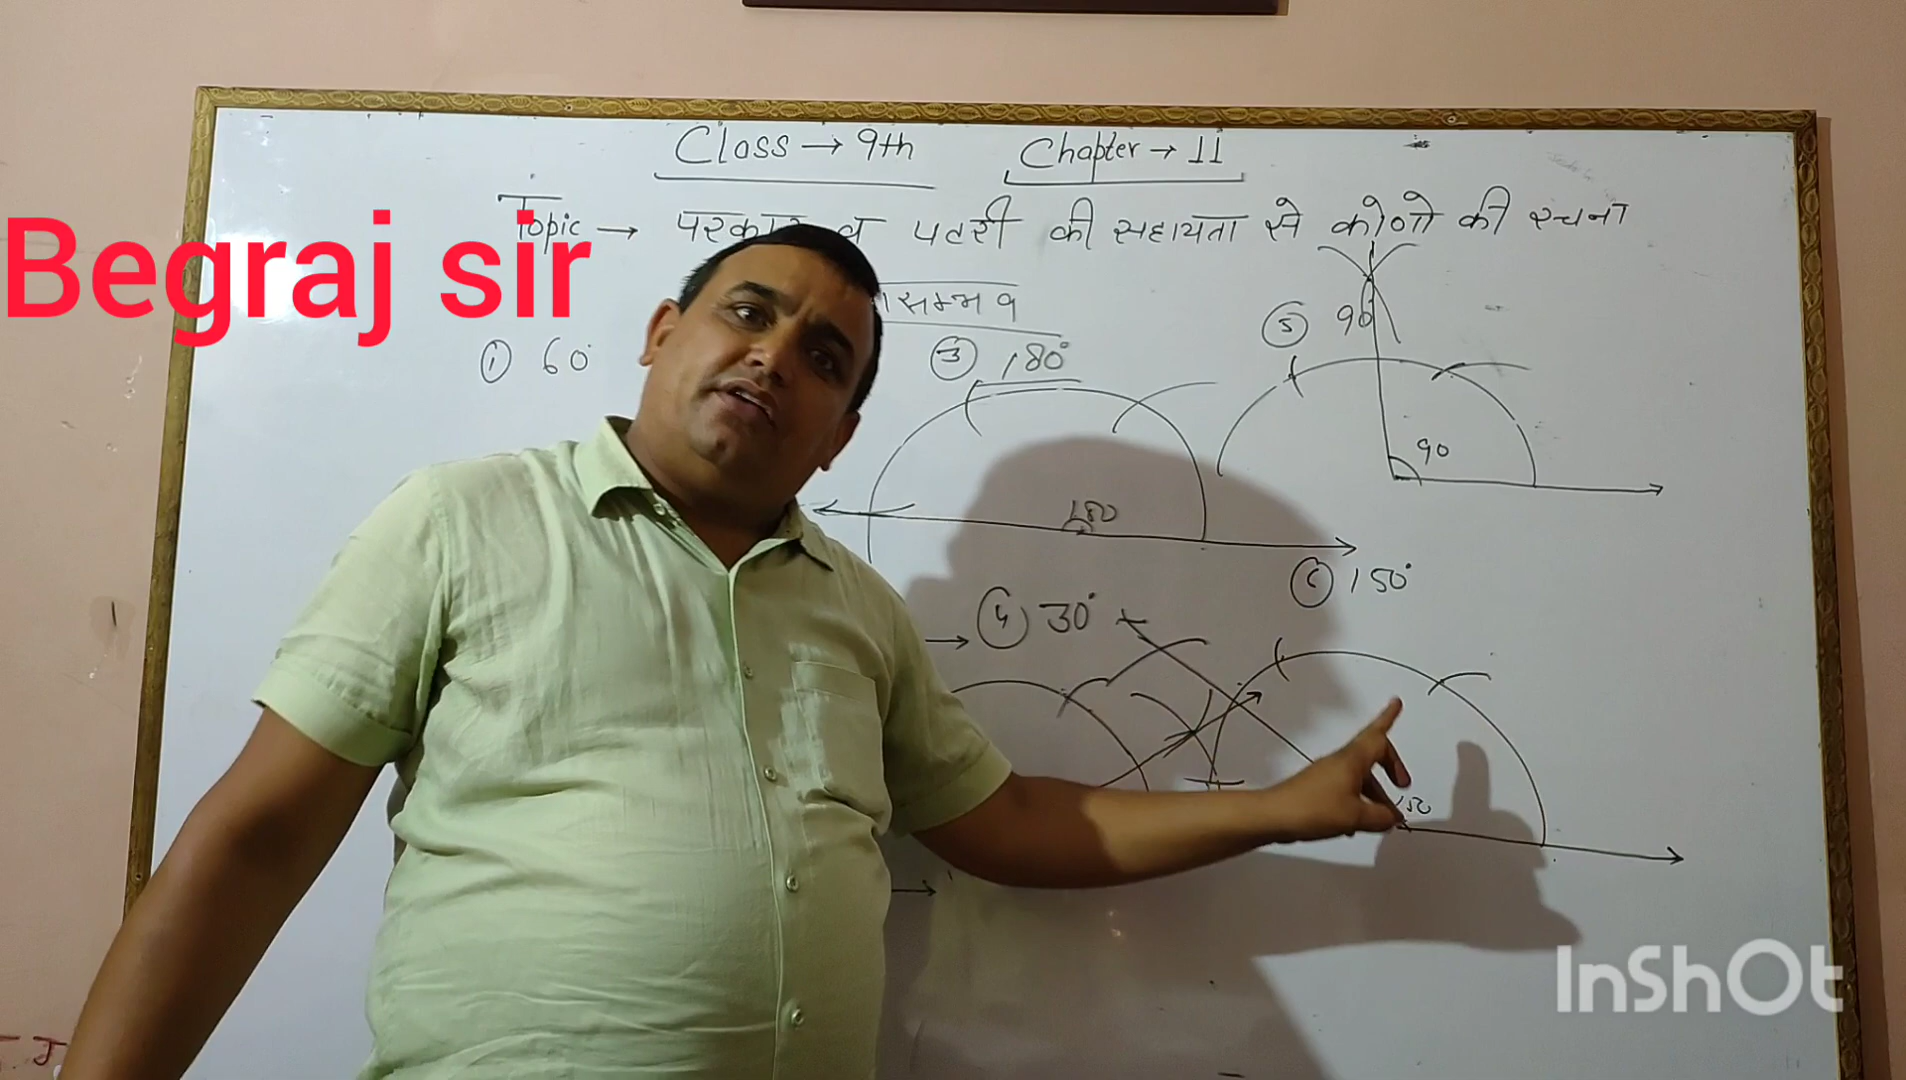 Class → 9th Chapter → 11
Topic → परकार व पटरी की सहायता से कोणो की रचना
Begraj sir
① 60°
③ 180°
⑤ 90
90
180
④ 30°
150°
150
InShOt